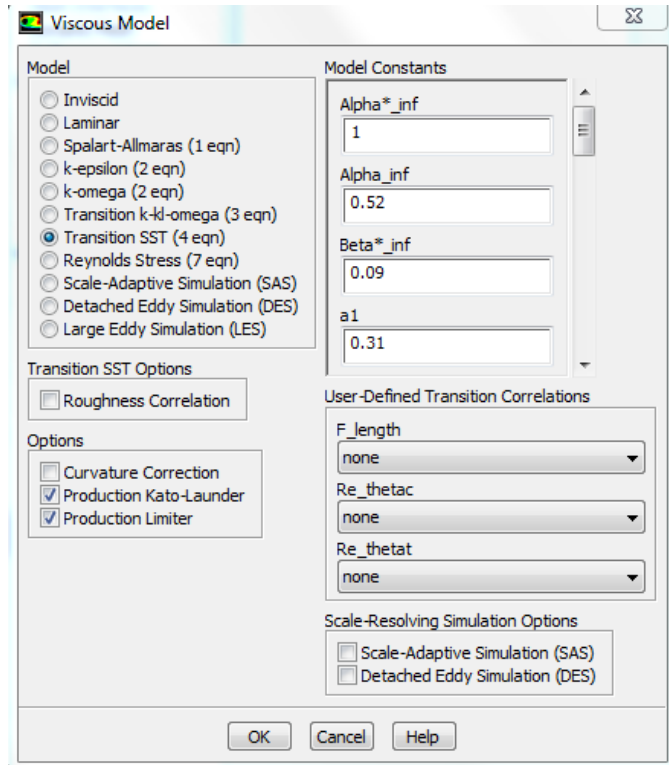 Viscous Model
Model
Inviscid
Laminar
Spalart-Allmaras (1 eqn)
k-epsilon (2 eqn)
k-omega (2 eqn)
Transition k-kl-omega (3 eqn)
Transition SST (4 eqn)
Reynolds Stress (7 eqn)
Scale-Adaptive Simulation (SAS)
Detached Eddy Simulation (DES)
Large Eddy Simulation (LES)
Transition SST Options
Roughness Correlation
Options
Curvature Correction
Production Kato-Launder
Production Limiter
Model Constants
Alpha*_inf
1
Alpha_inf
0.52
Beta*_inf
0.09
a1
0.31
User-Defined Transition Correlations
F_length
none
Re_thetac
none
Re_thetat
none
Scale-Resolving Simulation Options
Scale-Adaptive Simulation (SAS)
Detached Eddy Simulation (DES)
OK Cancel Help